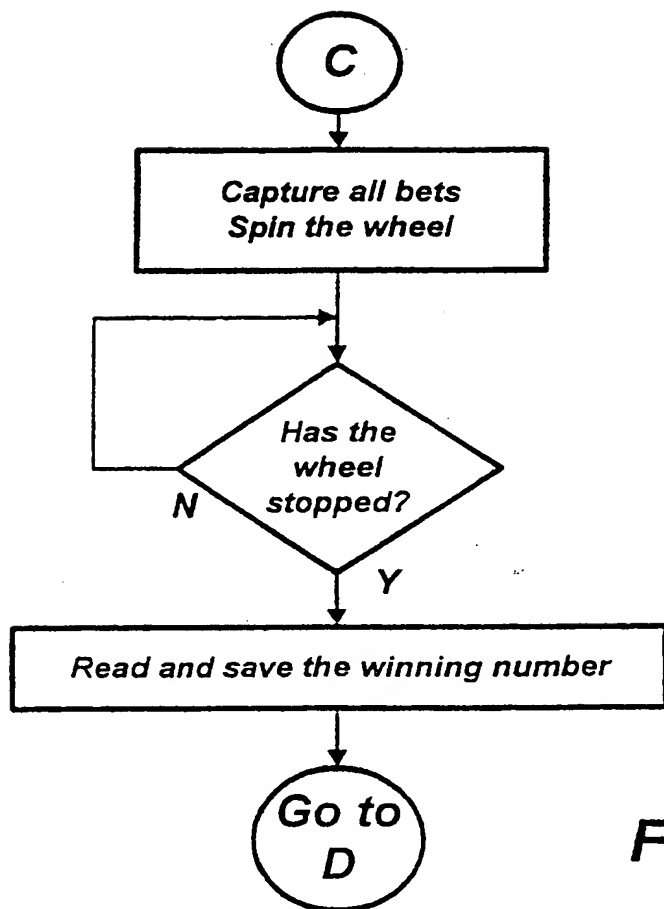 C
Capture all bets
Spin the wheel
Has the
wheel
stopped?
N
Y
Read and save the winning number
Go to
D
F